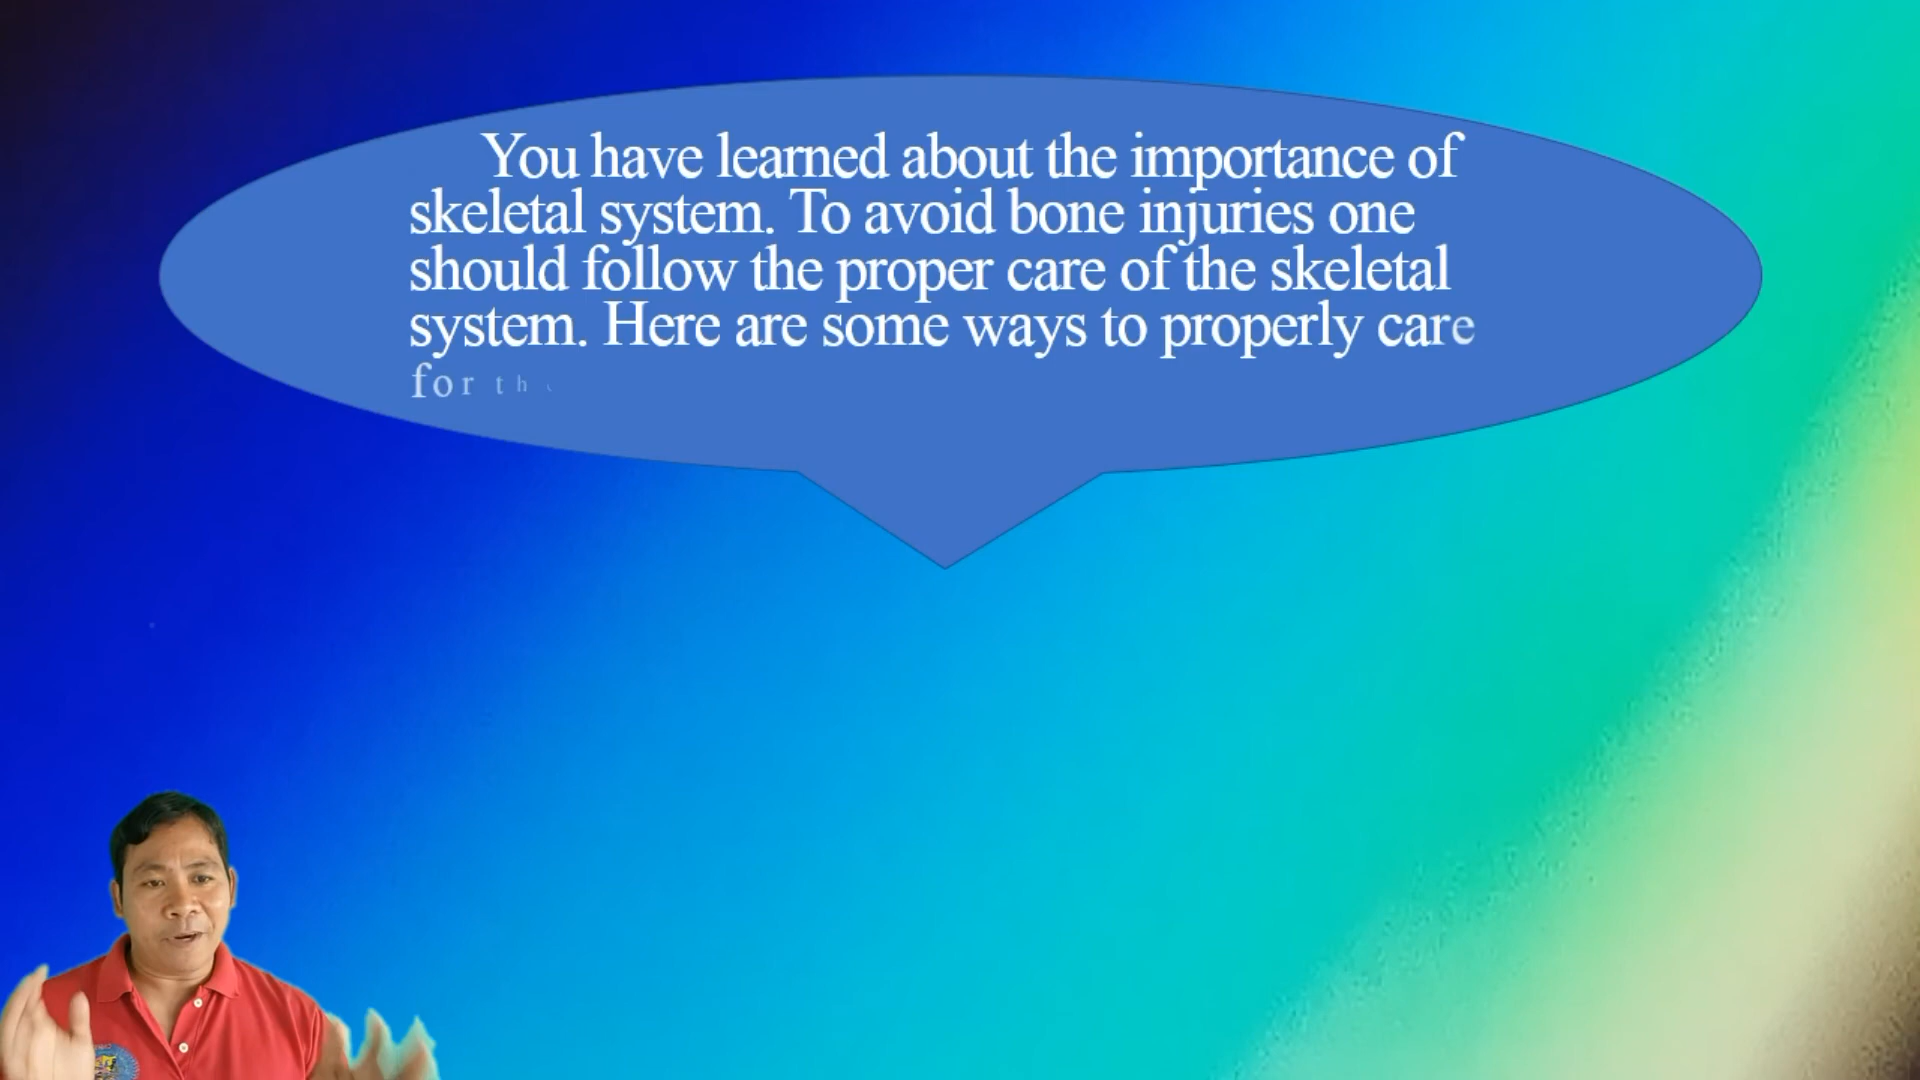 You have learned about the importance of
skeletal system. To avoid bone injuries one
should follow the proper care of the skeletal
system. Here are some ways to properly care
for